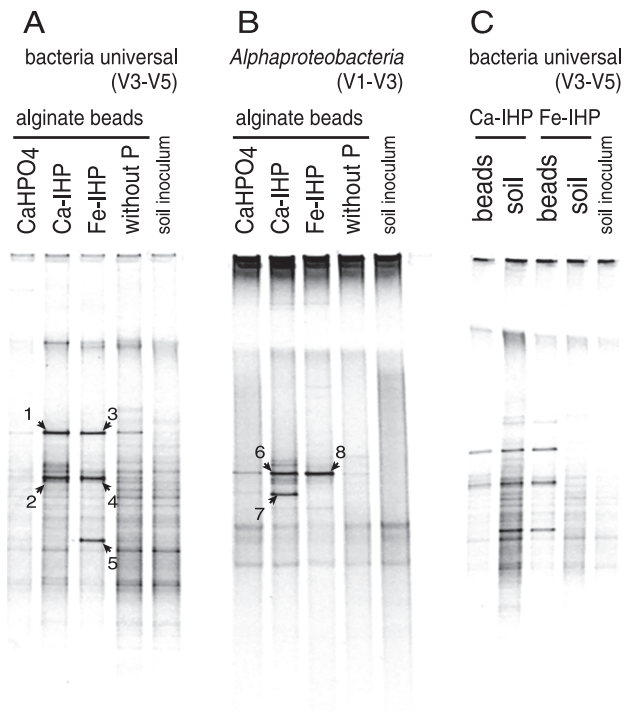 A
bacteria universal
(V3-V5)
alginate beads
CaHPO4
Ca-IHP
Fe-IHP
without P
soil inoculum
1
2
3
4
5
B
Alphaproteobacteria
(V1-V3)
alginate beads
CaHPO4
Ca-IHP
Fe-IHP
without P
soil inoculum
6
7
8
C
bacteria universal
(V3-V5)
Ca-IHP Fe-IHP
beads
soil
beads
soil
soil inoculum